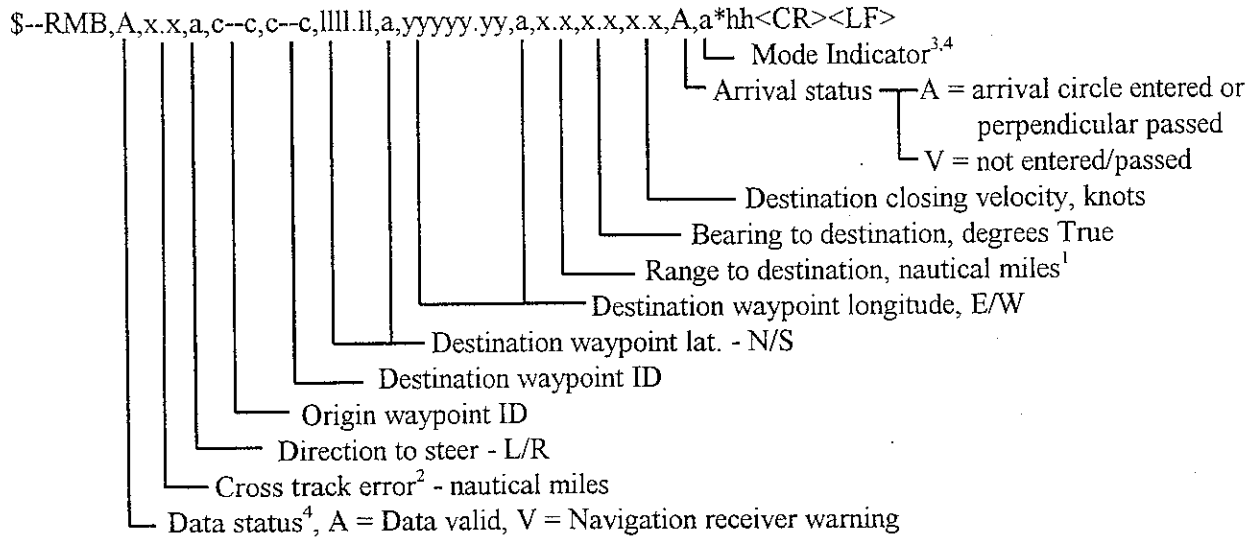 $--RMB,A,x.x,a,c--c,c--c,llll.ll,a,yyyyy.yy,a,x.x,x.x,x.x,A,a*hh<CR><LF>
Mode Indicator3,4
Arrival status
A = arrival circle entered or
perpendicular passed
V = not entered/passed
Destination closing velocity, knots
Bearing to destination, degrees True
Range to destination, nautical miles1
Destination waypoint longitude, E/W
Destination waypoint lat. - N/S
Destination waypoint ID
Origin waypoint ID
Direction to steer - L/R
Cross track error2 - nautical miles
Data status4, A = Data valid, V = Navigation receiver warning